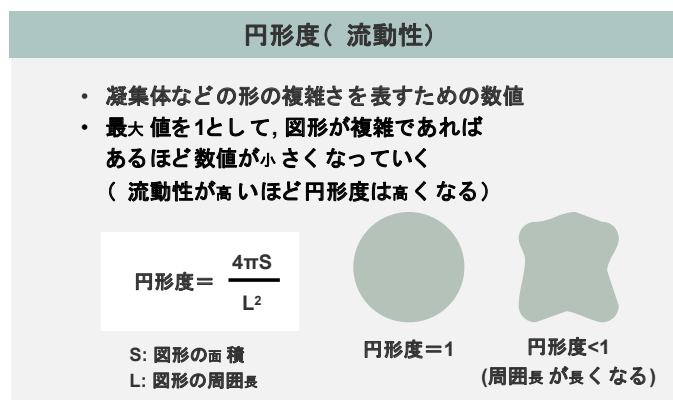 円形度( 流動性)
• 凝集体などの形の複雑さを表すための数値
• 最大 値を1として, 図形が複雑であれば
あるほど数値が小 さくなっていく
( 流動性が高 いほど円形度は高 くなる)
円形度＝ 4πS
L²
S: 図形の面 積
L: 図形の周囲長
円形度＝1
円形度<1
(周囲長 が長 くなる)